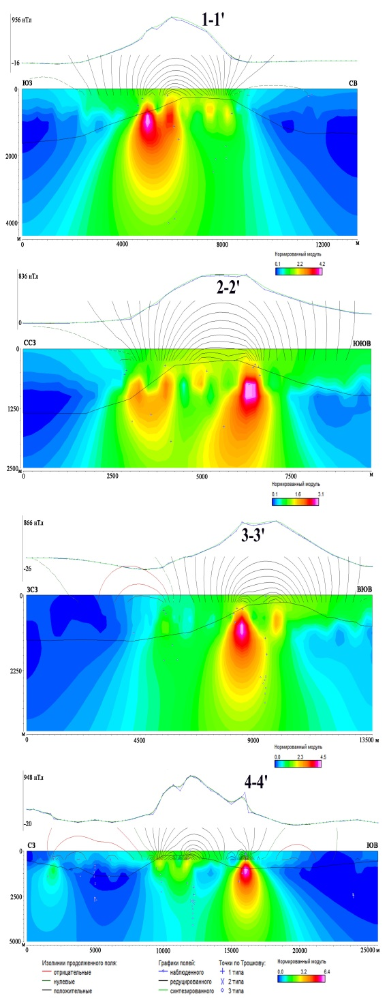 956 нТл
1-1'
-16
ЮЗ СВ
0
2000
4000
м
0 4000 8000 12000 м
Нормированный модуль
0.1 2.2 4.2
836 нТл
2-2'
0
ССЗ ЮЮВ
0
1250
2500
м
0 2500 5000 7500 м
Нормированный модуль
0.1 1.6 3.1
866 нТл
3-3'
-26
ЗСЗ ВЮВ
0
2250
м
0 4500 9000 13500 м
Нормированный модуль
0.0 2.3 4.5
948 нТл
4-4'
-20
СЗ ЮВ
0
2500
5000
м
0 5000 10000 15000 20000 25000 м
Изолинии продолженного поля: Графики полей: Точки по Трошкову: Нормированный модуль
отрицательные наблюденного 1 типа 0.0 3.2 6.4
нулевые редуцированного 2 типа
положительные синтезированного 3 типа